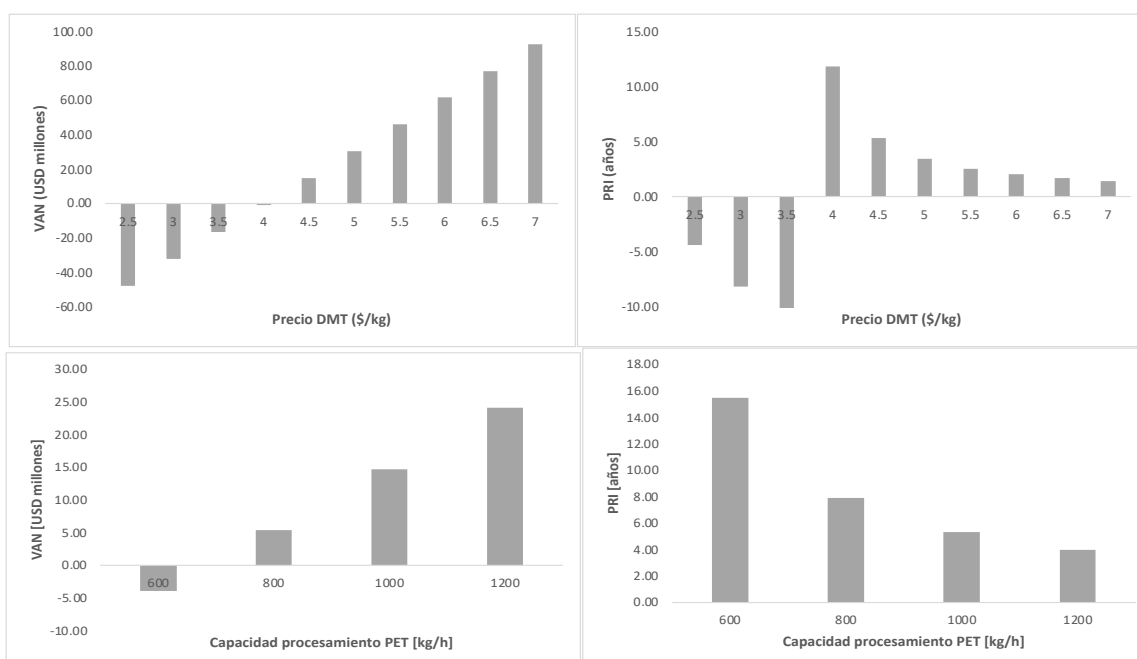 VAN (USD millones)
100.00
80.00
60.00
40.00
20.00
0.00
-20.00
-40.00
-60.00
2.5 3 3.5 4 4.5 5 5.5 6 6.5 7
Precio DMT ($/kg)
PRI (años)
15.00
10.00
5.00
0.00
-5.00
-10.00
2.5 3 3.5 4 4.5 5 5.5 6 6.5 7
Precio DMT ($/kg)
VAN [USD millones]
30.00
25.00
20.00
15.00
10.00
5.00
0.00
-5.00
-10.00
600 800 1000 1200
Capacidad procesamiento PET [kg/h]
PRI [años]
18.00
16.00
14.00
12.00
10.00
8.00
6.00
4.00
2.00
0.00
600 800 1000 1200
Capacidad procesamiento PET [kg/h]